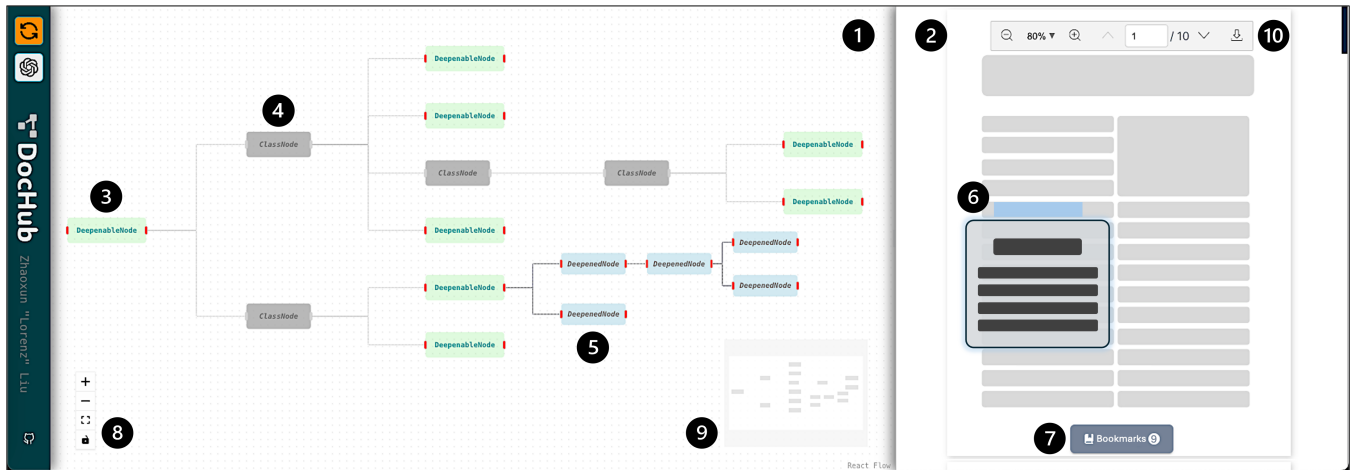 DocHub
Zhaoxun "Lorenz" Liu
1
2
3
4
5
6
7
8
9
10
DeepenableNode
DeepenableNode
ClassNode
DeepenableNode
ClassNode
ClassNode
DeepenableNode
DeepenableNode
DeepenableNode
DeepenableNode
DeepenedNode
DeepenedNode
DeepenedNode
DeepenableNode
DeepenedNode
ClassNode
DeepenedNode
DeepenableNode
React Flow
80% ▼
1 / 10
Bookmarks 9